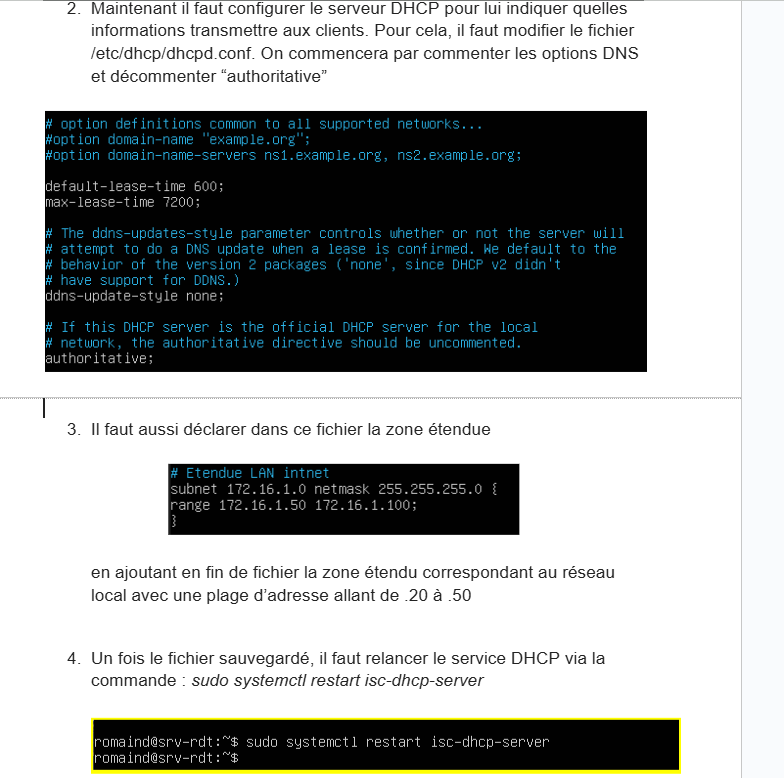 2. Maintenant il faut configurer le serveur DHCP pour lui indiquer quelles
informations transmettre aux clients. Pour cela, il faut modifier le fichier
/etc/dhcp/dhcpd.conf. On commencera par commenter les options DNS
et décommenter “authoritative”
# option definitions common to all supported networks...
#option domain-name "example.org";
#option domain-name-servers ns1.example.org, ns2.example.org;
default-lease-time 600;
max-lease-time 7200;
# The ddns-updates-style parameter controls whether or not the server will
# attempt to do a DNS update when a lease is confirmed. We default to the
# behavior of the version 2 packages ('none', since DHCP v2 didn't
# have support for DDNS.)
ddns-update-style none;
# If this DHCP server is the official DHCP server for the local
# network, the authoritative directive should be uncommented.
authoritative;
3. Il faut aussi déclarer dans ce fichier la zone étendue
# Etendue LAN intnet
subnet 172.16.1.0 netmask 255.255.255.0 {
range 172.16.1.50 172.16.1.100;
}
en ajoutant en fin de fichier la zone étendu correspondant au réseau
local avec une plage d’adresse allant de .20 à .50
4. Un fois le fichier sauvegardé, il faut relancer le service DHCP via la
commande : sudo systemctl restart isc-dhcp-server
romaind@srv-rdt:~$ sudo systemctl restart isc-dhcp-server
romaind@srv-rdt:~$